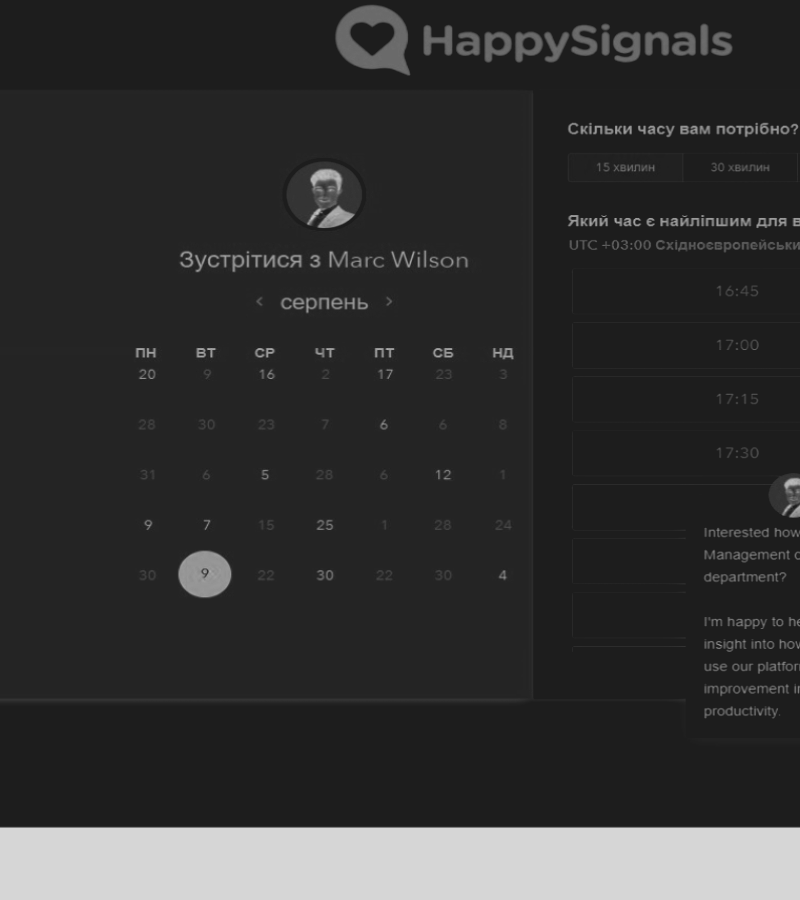 HappySignals
Зустрітися з Marc Wilson
серпень
ПН ВТ СР ЧТ ПТ СБ НД
20 9 16 2 17 23 3
28 30 23 7 6 6 8
31 6 5 28 6 12 1
9 7 15 25 1 28 24
30 9 22 30 22 30 4
Скільки часу вам потрібно?
15 хвилин 30 хвилин
Який час є найліпшим для в
UTC +03:00 Східноєвропейськи
16:45
17:00
17:15
17:30
Interested how
Management
department?
I'm happy to he
insight into how
use our platfor
improvement i
productivity.